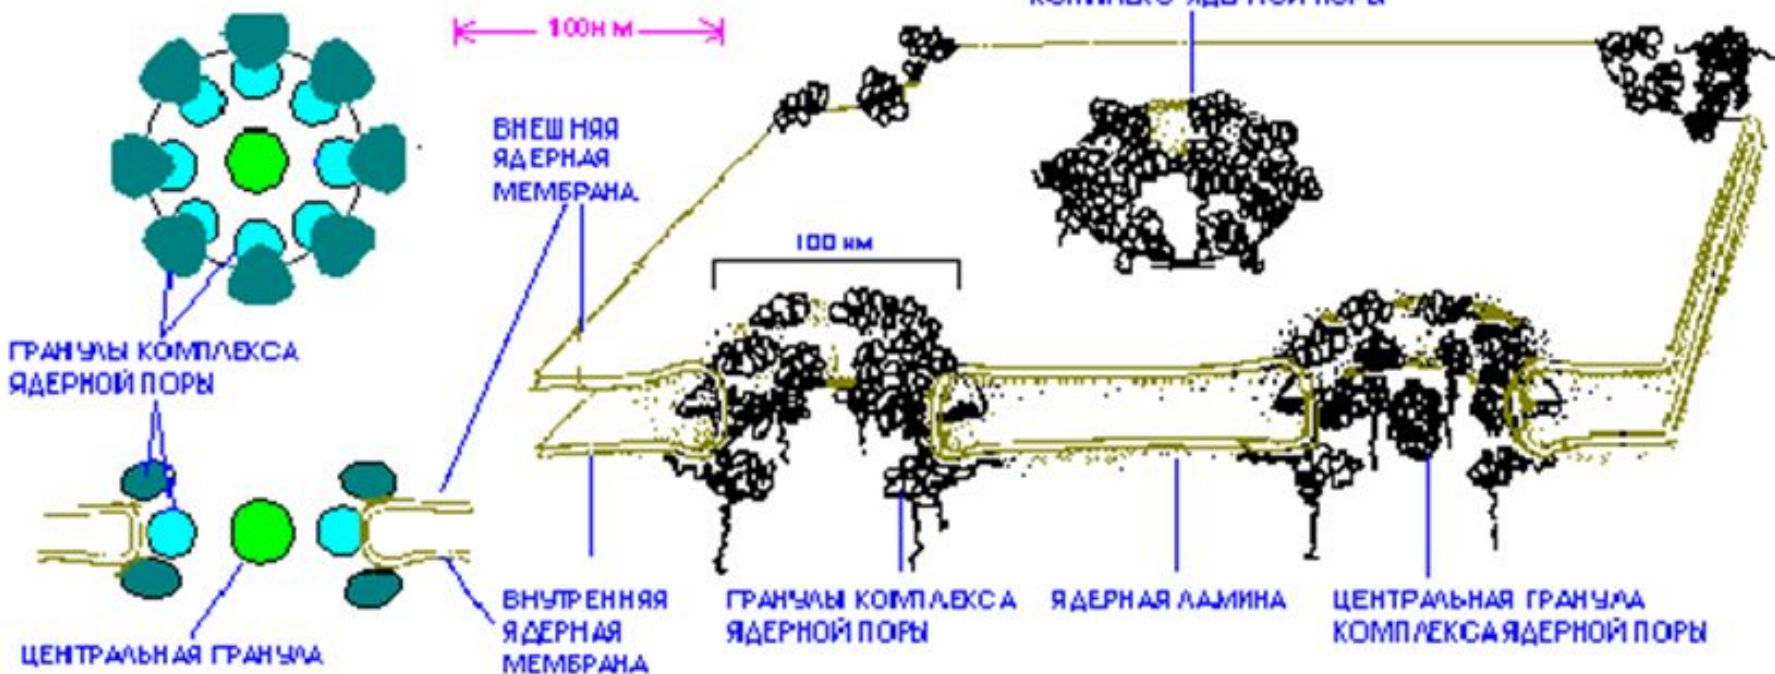 КОМПЛЕКС ЯДЕРНОЙ ПОРЫ
100Н М
ВНЕШНЯЯ
ЯДЕРНАЯ
МЕМБРАНА
100 нм
ГРАНУЛЫ КОМПЛЕКСА
ЯДЕРНОЙ ПОРЫ
ЦЕНТРАЛЬНАЯ ГРАНУЛА
ВНУТРЕННЯЯ
ЯДЕРНАЯ
МЕМБРАНА
ГРАНУЛЫ КОМПЛЕКСА
ЯДЕРНОЙ ПОРЫ
ЯДЕРНАЯ ЛАМИНА
ЦЕНТРАЛЬНАЯ ГРАНУЛА
КОМПЛЕКСА ЯДЕРНОЙ ПОРЫ